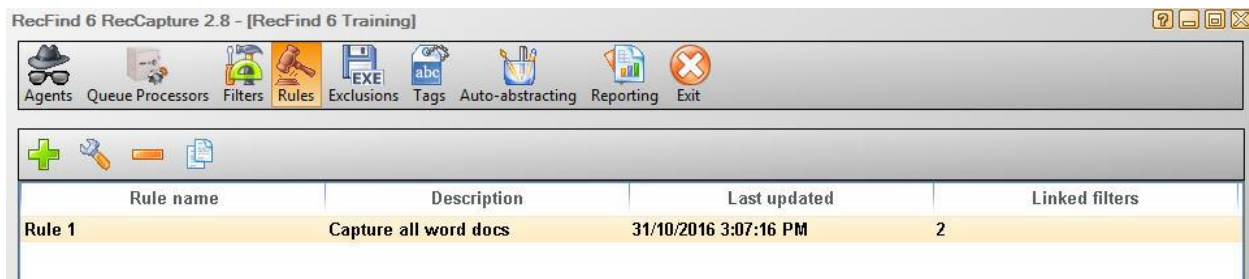 RecFind 6 RecCapture 2.8 - [RecFind 6 Training]
EXE
abc
Agents Queue Processors Filters Rules Exclusions Tags Auto-abstracting Reporting Exit
Rule name Description Last updated Linked filters
Rule 1 Capture all word docs 31/10/2016 3:07:16 PM 2